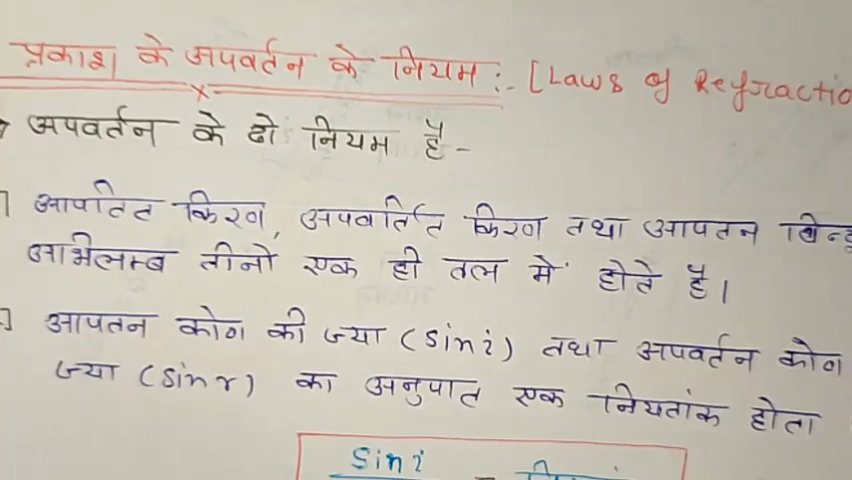 प्रकाश के अपवर्तन के नियम :- [Laws of Refractio
अपवर्तन के दो नियम है -
आपतित किरण, अपवर्तित किरण तथा आपतन बिन्दु
अभिलम्ब तीनो एक ही तल में होते है।
आपतन कोण की ज्या (sin i) तथा अपवर्तन कोण
ज्या (sin r) का अनुपात एक नियतांक होता
sin i